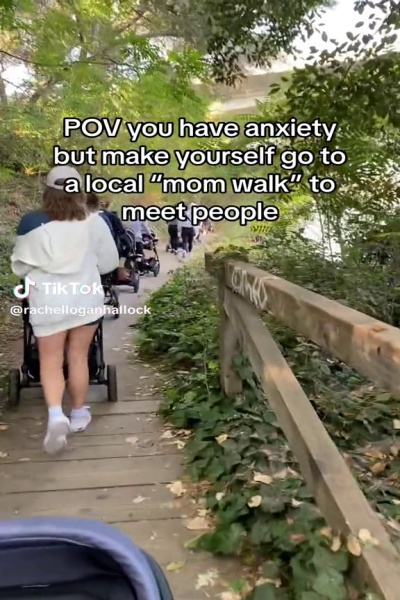 POV you have anxiety
but make yourself go to
a local “mom walk” to
meet people
TikTok
@rachelloganhallock